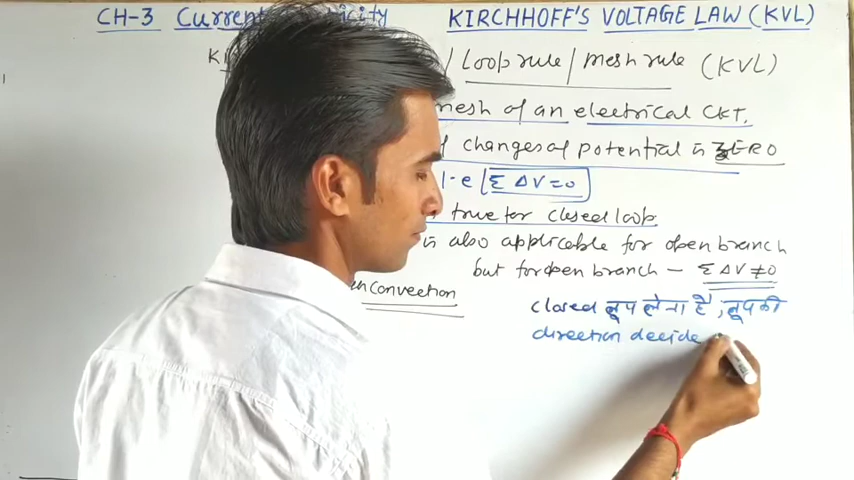 CH-3 Current KIRCHHOFF'S VOLTAGE LAW (KVL)
/ Loop rule / mesh rule (KVL)
mesh of an electrical CKT.
changes of potential is ZERO
i-e Σ ΔV=0
true for closed loop
is also applicable for open branch
but for open branch – Σ ΔV ≠0
Convection
closed लूप लेना है, लूप की
direction decide